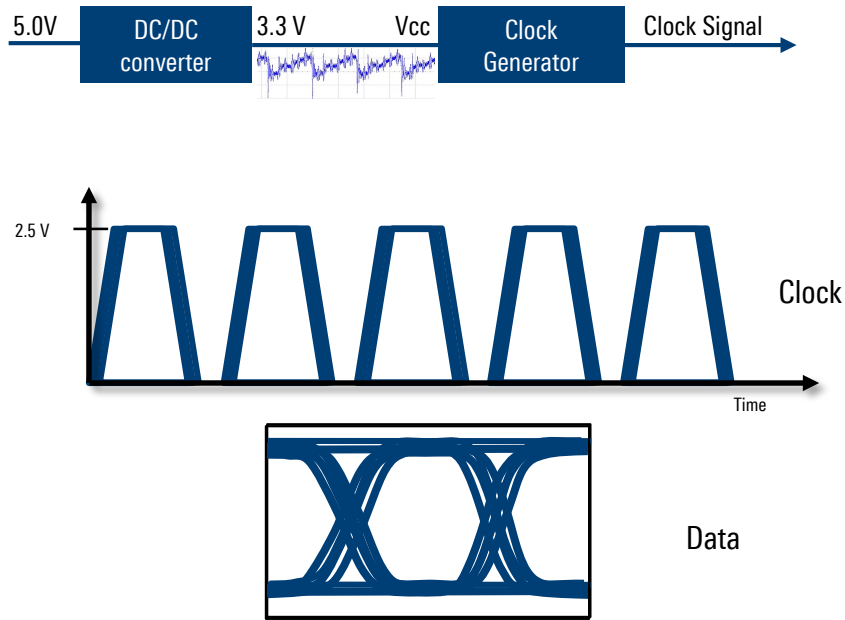 5.0V
DC/DC
converter
3.3 V
Vcc
Clock
Generator
Clock Signal
2.5 V
Clock
Time
Data